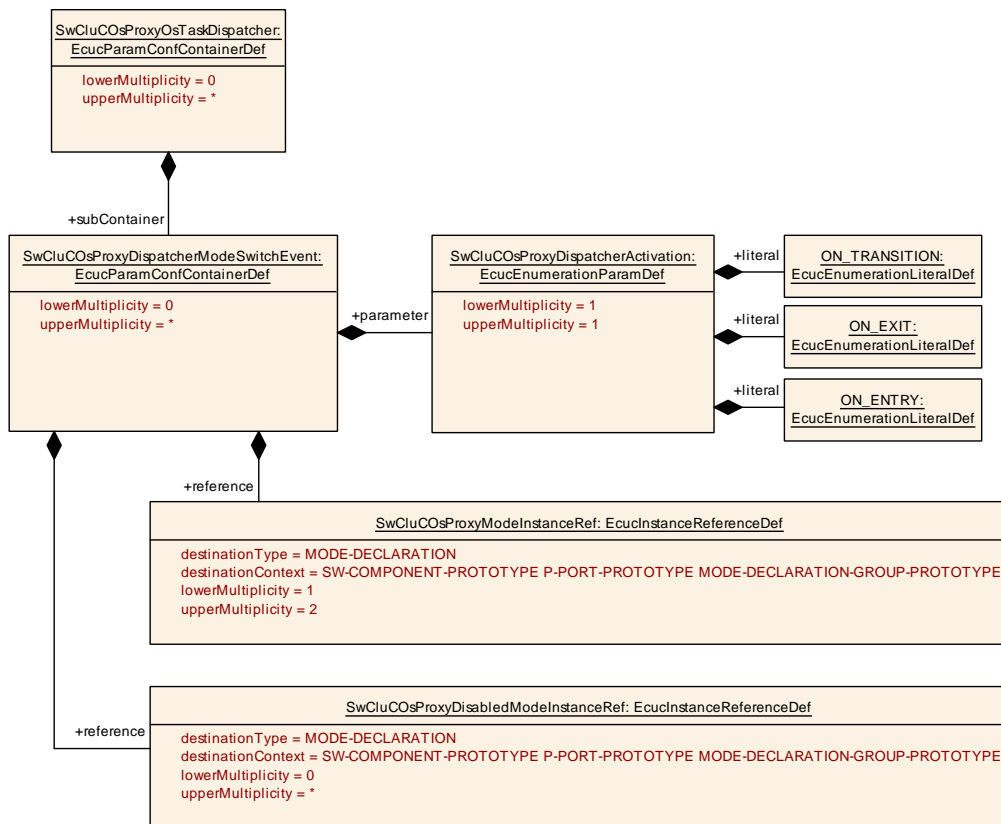 SwCluCOsProxyOsTaskDispatcher:
EcucParamConfContainerDef
lowerMultiplicity = 0
upperMultiplicity = *
+subContainer
SwCluCOsProxyDispatcherModeSwitchEvent:
EcucParamConfContainerDef
lowerMultiplicity = 0
upperMultiplicity = *
+parameter
SwCluCOsProxyDispatcherActivation:
EcucEnumerationParamDef
lowerMultiplicity = 1
upperMultiplicity = 1
+literal
ON_TRANSITION:
EcucEnumerationLiteralDef
+literal
ON_EXIT:
EcucEnumerationLiteralDef
+literal
ON_ENTRY:
EcucEnumerationLiteralDef
+reference
SwCluCOsProxyModeInstanceRef: EcucInstanceReferenceDef
destinationType = MODE-DECLARATION
destinationContext = SW-COMPONENT-PROTOTYPE P-PORT-PROTOTYPE MODE-DECLARATION-GROUP-PROTOTYPE
lowerMultiplicity = 1
upperMultiplicity = 2
+reference
SwCluCOsProxyDisabledModeInstanceRef: EcucInstanceReferenceDef
destinationType = MODE-DECLARATION
destinationContext = SW-COMPONENT-PROTOTYPE P-PORT-PROTOTYPE MODE-DECLARATION-GROUP-PROTOTYPE
lowerMultiplicity = 0
upperMultiplicity = *